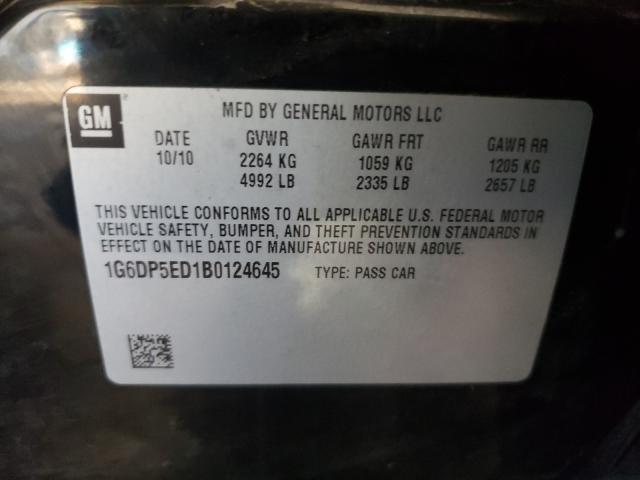 GM
MFD BY GENERAL MOTORS LLC
DATE GVWR GAWR FRT GAWR RR
10/10 2264 KG 1059 KG 1205 KG
4992 LB 2335 LB 2657 LB
THIS VEHICLE CONFORMS TO ALL APPLICABLE U.S. FEDERAL MOTOR
VEHICLE SAFETY, BUMPER, AND THEFT PREVENTION STANDARDS IN
EFFECT ON THE DATE OF MANUFACTURE SHOWN ABOVE.
1G6DP5ED1B0124645 TYPE: PASS CAR